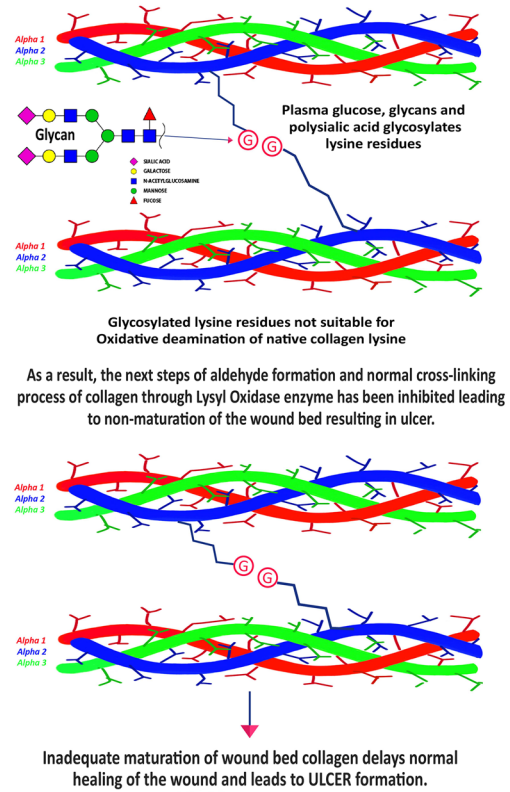 Alpha 1
Alpha 2
Alpha 3
Plasma glucose, glycans and
polysialic acid glycosylates
lysine residues
Glycan
G G
SIALIC ACID
GALACTOSE
N-ACETYLGLUCOSAMINE
MANNOSE
FUCOSE
Alpha 1
Alpha 2
Alpha 3
Glycosylated lysine residues not suitable for
Oxidative deamination of native collagen lysine
As a result, the next steps of aldehyde formation and normal cross-linking
process of collagen through Lysyl Oxidase enzyme has been inhibited leading
to non-maturation of the wound bed resulting in ulcer.
Alpha 1
Alpha 2
Alpha 3
G
G
Alpha 1
Alpha 2
Alpha 3
Inadequate maturation of wound bed collagen delays normal
healing of the wound and leads to ULCER formation.